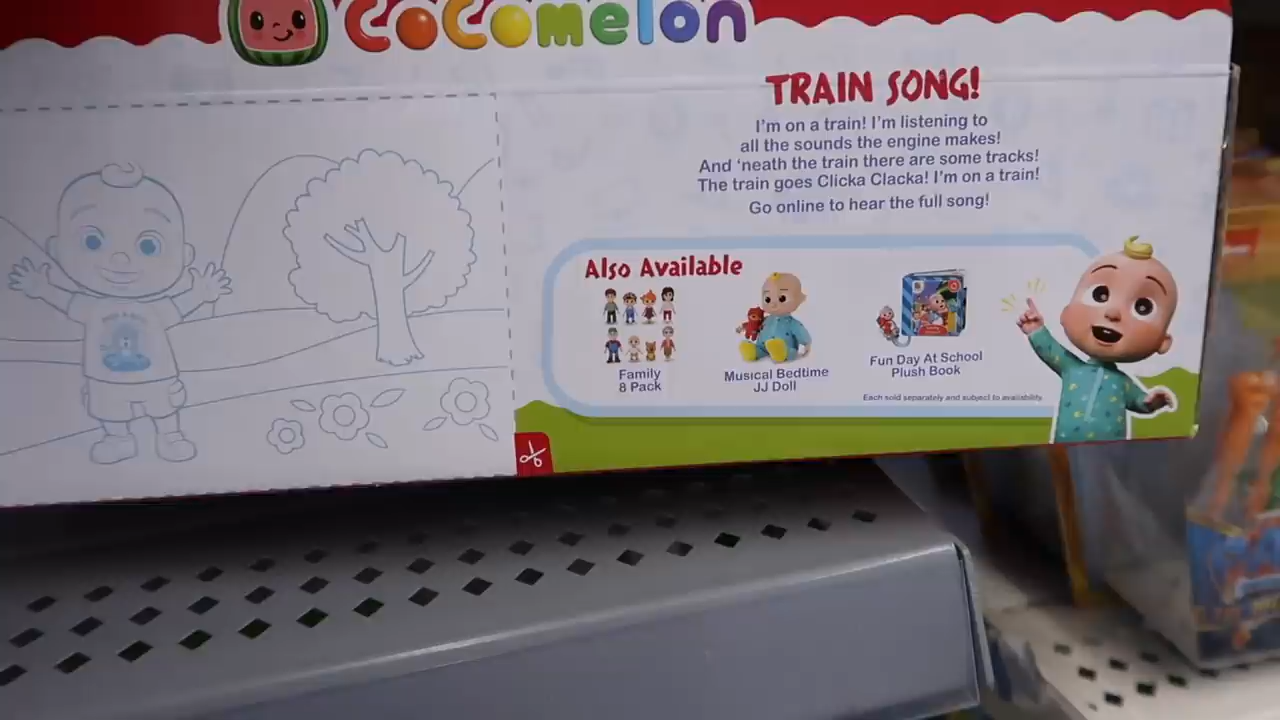 CoComelon
TRAIN SONG!
I'm on a train! I'm listening to
all the sounds the engine makes!
And 'neath the train there are some tracks!
The train goes Clicka Clacka! I'm on a train!
Go online to hear the full song!
Also Available
Family
8 Pack
Musical Bedtime
JJ Doll
Fun Day At School
Plush Book
Each sold separately and subject to availability.